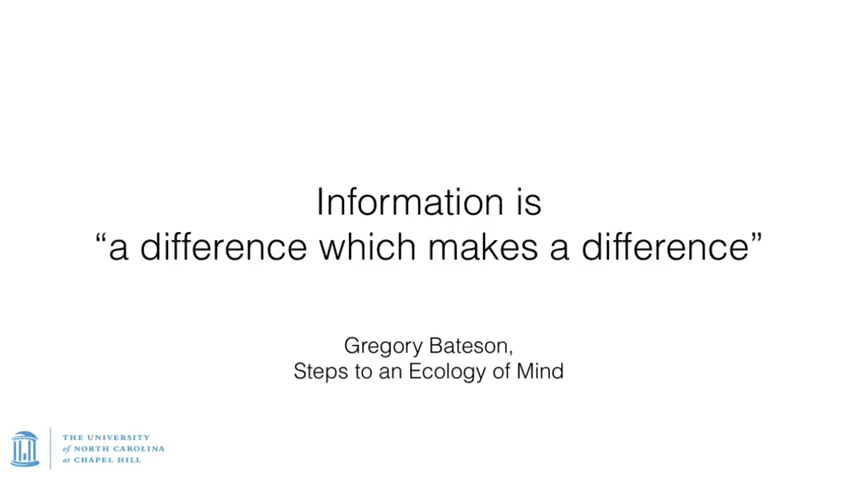 Information is
“a difference which makes a difference”
Gregory Bateson,
Steps to an Ecology of Mind
THE UNIVERSITY
of NORTH CAROLINA
at CHAPEL HILL